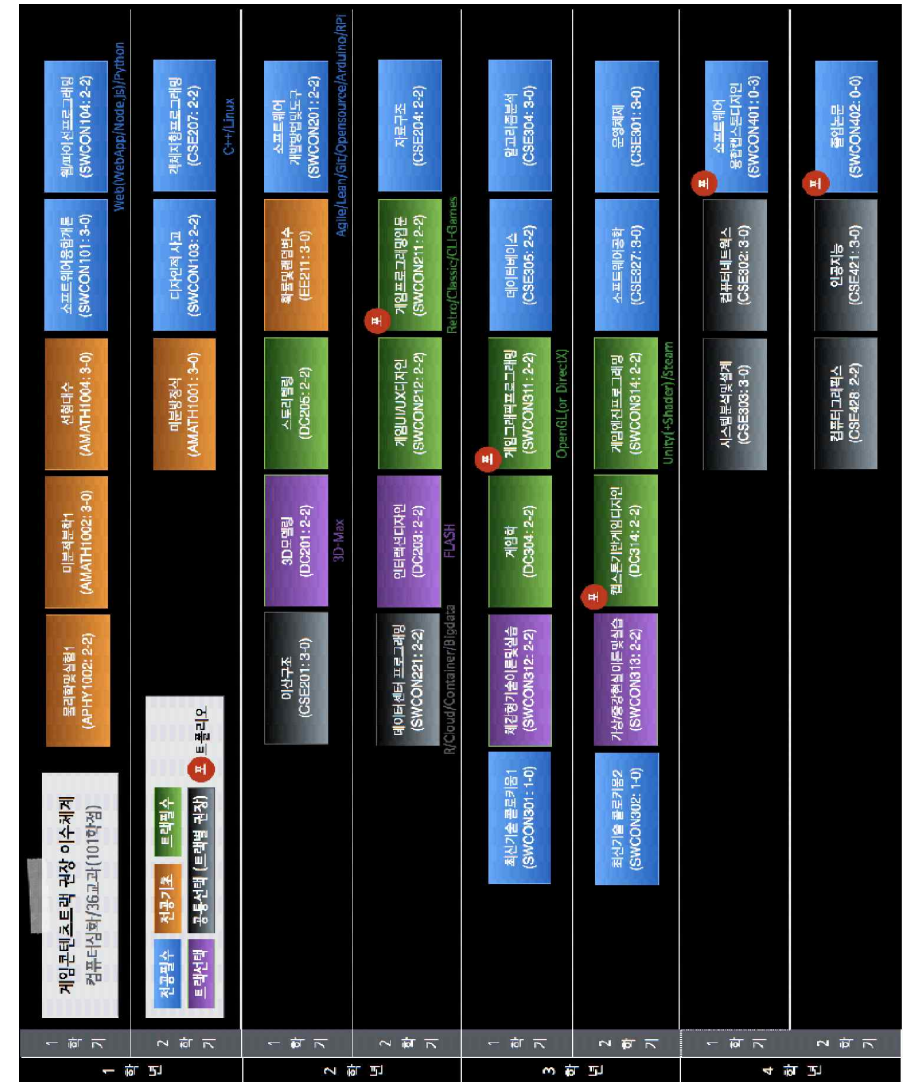 게임콘텐츠트랙 권장 이수체계
컴퓨터심화/36교과(101학점)
전공필수
전공기초
트랙필수
트랙선택
공통선택 (트랙별 권장)
포 트폴리오
1학년
1학기
물리학및실험1
(APHY1002: 2-2)
미분적분학1
(AMATH1002: 3-0)
선형대수
(AMATH1004: 3-0)
소프트웨어융합개론
(SWCON101: 3-0)
웹/파이선프로그래밍
(SWCON104: 2-2)
Web(WebApp/Node.js)/Python
2학기
미분방정식
(AMATH1001: 3-0)
디자인적 사고
(SWCON103: 2-2)
객체지향프로그래밍
(CSE207: 2-2)
C++/Linux
2학년
1학기
이산구조
(CSE201: 3-0)
3D모델링
(DC201: 2-2)
3D-Max
스토리텔링
(DC205: 2-2)
확률및랜덤변수
(EE211: 3-0)
소프트웨어
개발방법및도구
(SWCON201: 2-2)
Agile/Lean/Git/Opensource/Arduino/RPI
2학기
데이터센터 프로그래밍
(SWCON221: 2-2)
R/Cloud/Container/Bigdata
인터랙션디자인
(DC203: 2-2)
FLASH
게임UI/UX디자인
(SWCON212: 2-2)
포
게임프로그래밍입문
(SWCON211: 2-2)
Retro/Classic/CLI-Games
자료구조
(CSE204: 2-2)
3학년
1학기
최신기술 콜로키움1
(SWCON301: 1-0)
체감형기술이론및실습
(SWCON312: 2-2)
게임학
(DC304: 2-2)
포
게임그래픽프로그래밍
(SWCON311: 2-2)
OpenGL(or DirectX)
데이터베이스
(CSE305: 2-2)
알고리즘분석
(CSE304: 3-0)
2학기
최신기술 콜로키움2
(SWCON302: 1-0)
가상/증강현실이론및실습
(SWCON313: 2-2)
포
캡스톤기반게임디자인
(DC314: 2-2)
게임엔진프로그래밍
(SWCON314: 2-2)
Unity(+Shader)/Steam
소프트웨어공학
(CSE327: 3-0)
운영체제
(CSE301: 3-0)
4학년
1학기
시스템분석및설계
(CSE303: 3-0)
컴퓨터네트웍스
(CSE302: 3-0)
포
소프트웨어
융합캡스톤디자인
(SWCON401: 0-3)
2학기
컴퓨터그래픽스
(CSE428: 2-2)
인공지능
(CSE421: 3-0)
포
졸업논문
(SWCON402: 0-0)